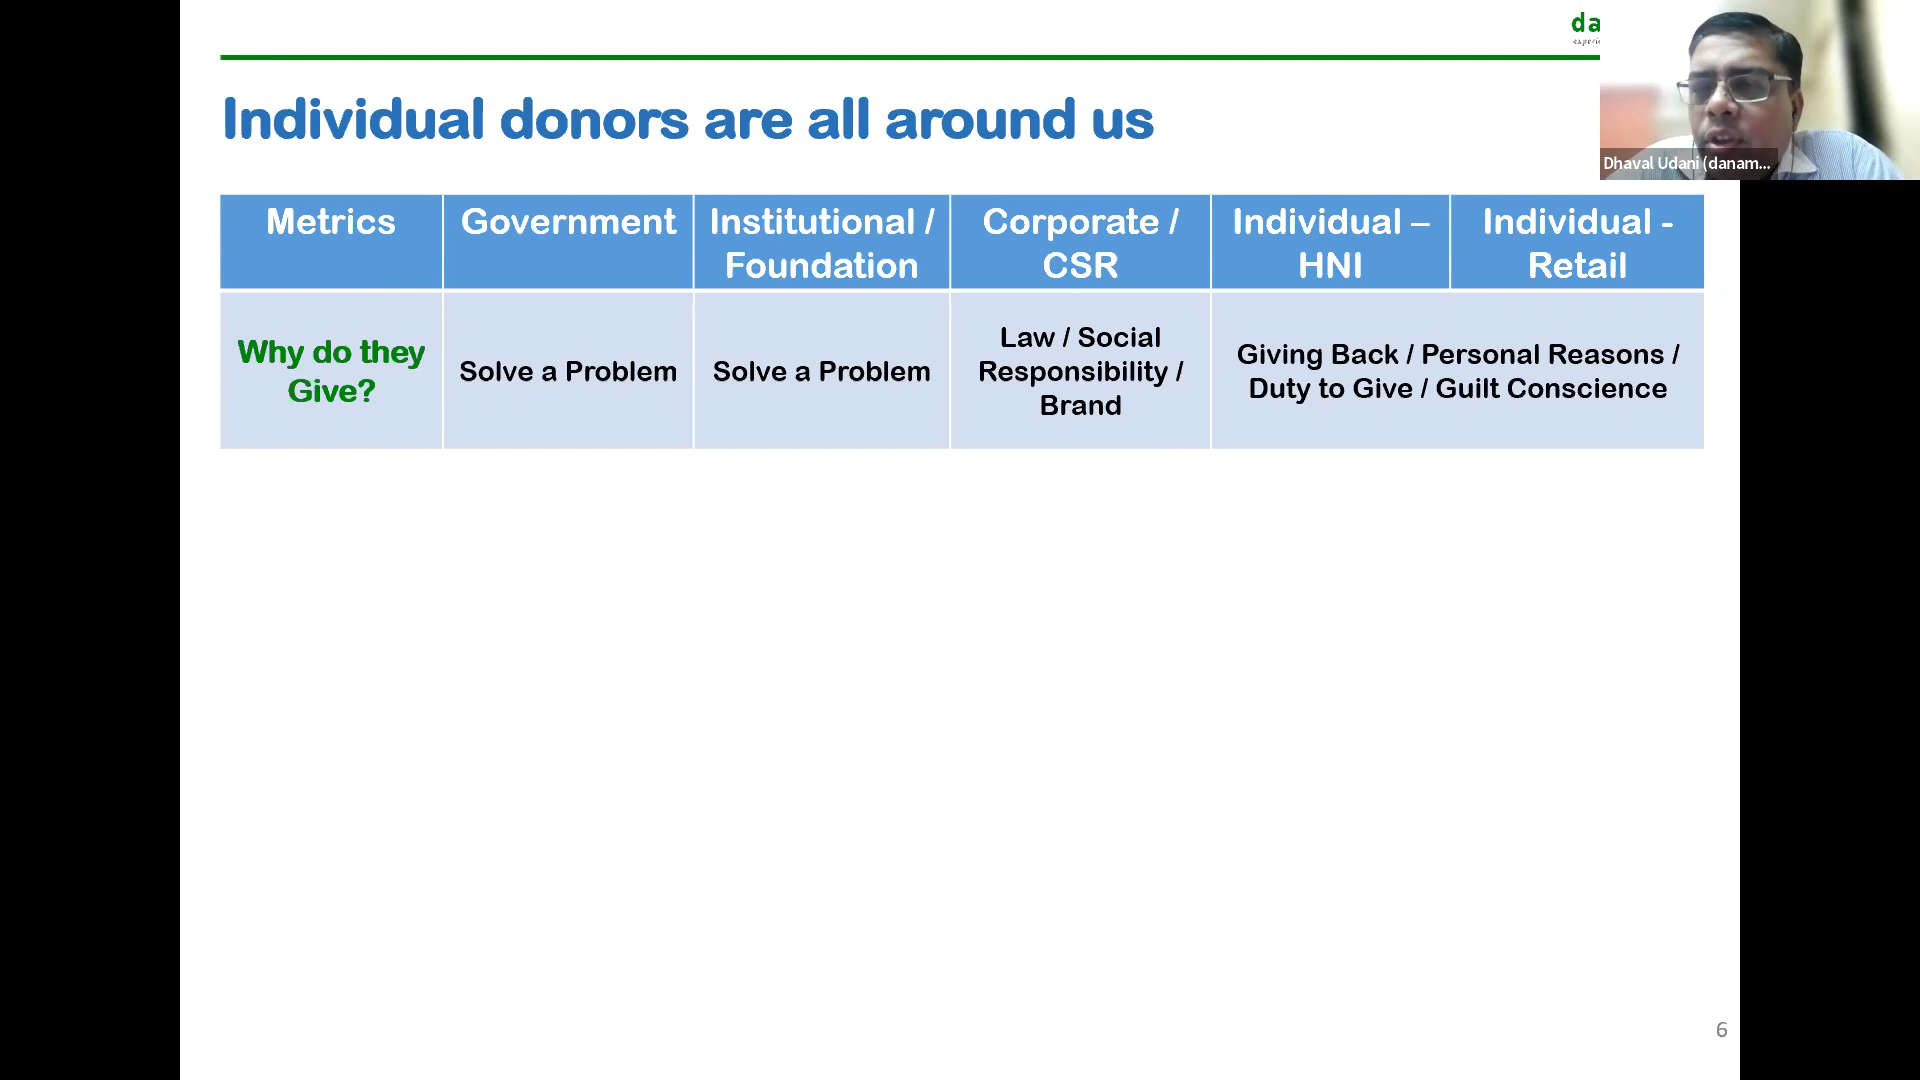 da
Individual donors are all around us
Dhaval Udani (danam...
Metrics
Government
Institutional /
Foundation
Corporate /
CSR
Individual –
HNI
Individual -
Retail
Why do they
Give?
Solve a Problem
Solve a Problem
Law / Social
Responsibility /
Brand
Giving Back / Personal Reasons /
Duty to Give / Guilt Conscience
6